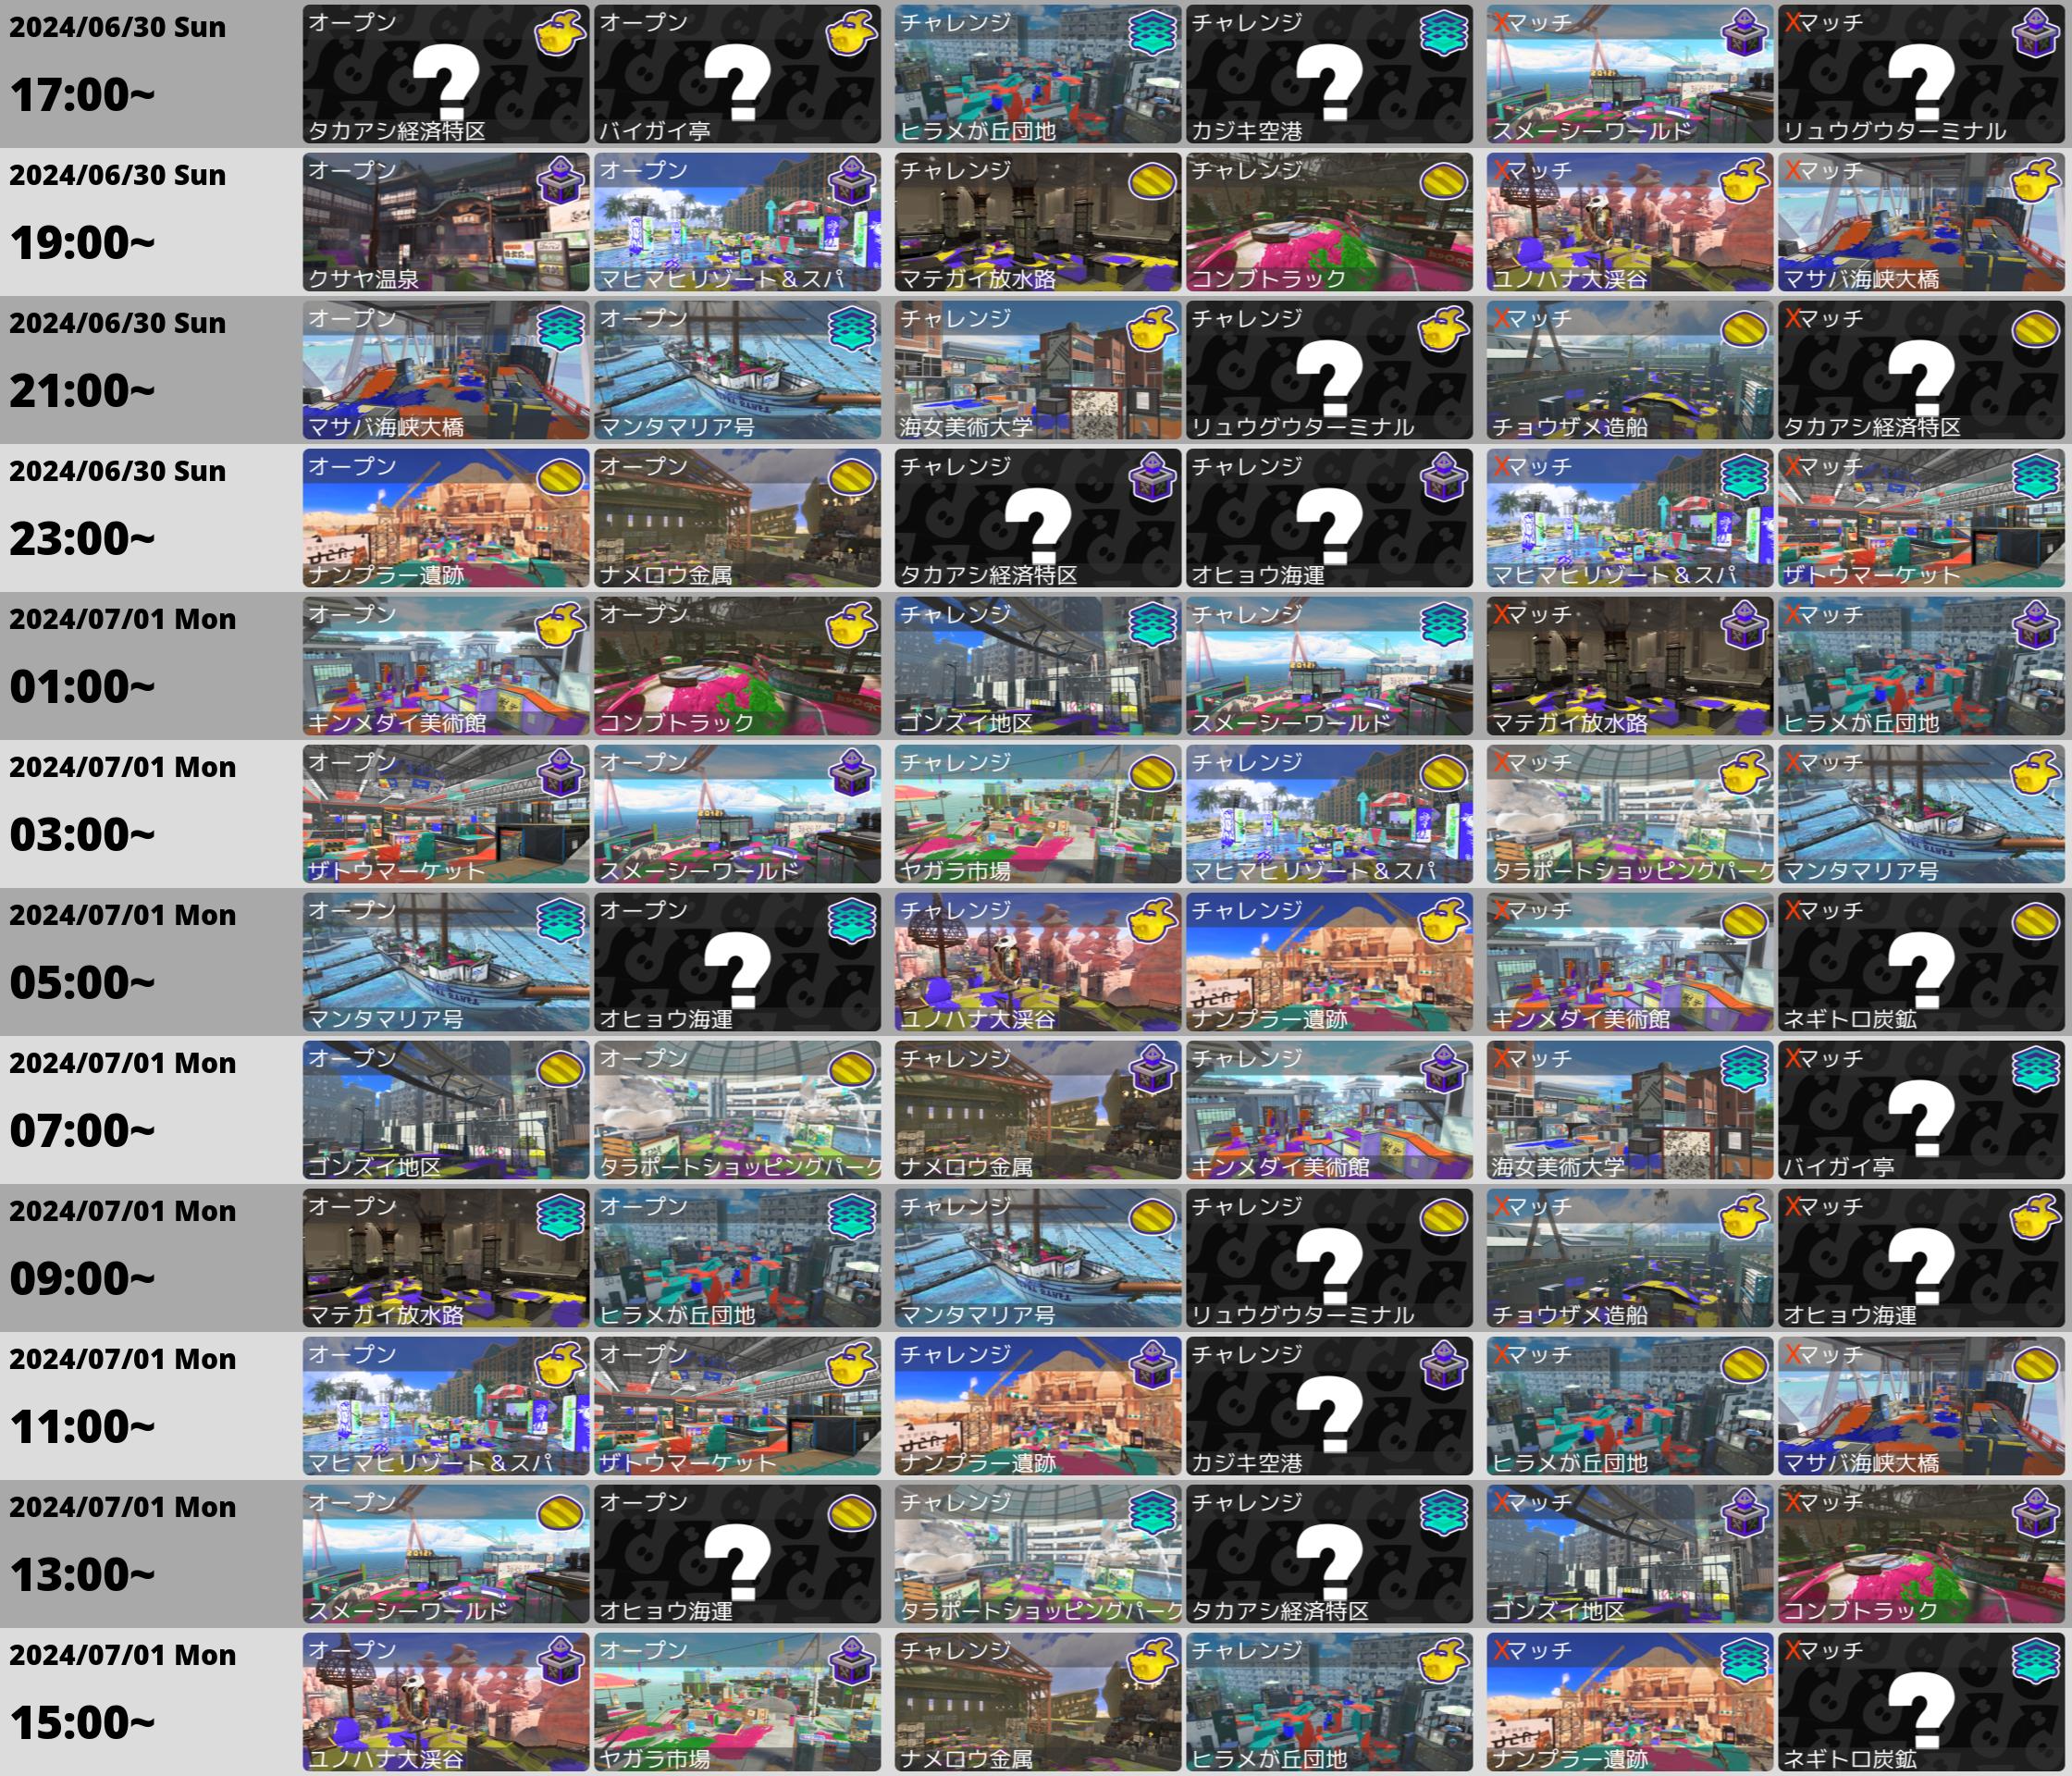 2024/06/30 Sun
17:00~
オープン
タカアシ経済特区
オープン
バイガイ亭
チャレンジ
ヒラメが丘団地
チャレンジ
カジキ空港
Xマッチ
スメーシーワールド
Xマッチ
リュウグウターミナル
2024/06/30 Sun
19:00~
オープン
クサヤ温泉
オープン
マヒマヒリゾート&スパ
チャレンジ
マテガイ放水路
チャレンジ
コンブトラック
Xマッチ
ユノハナ大渓谷
Xマッチ
マサバ海峡大橋
2024/06/30 Sun
21:00~
オープン
マサバ海峡大橋
オープン
マンタマリア号
チャレンジ
海女美術大学
チャレンジ
リュウグウターミナル
Xマッチ
チョウザメ造船
Xマッチ
タカアシ経済特区
2024/06/30 Sun
23:00~
オープン
ナンプラー遺跡
オープン
ナメロウ金属
チャレンジ
タカアシ経済特区
チャレンジ
オヒョウ海運
Xマッチ
マヒマヒリゾート&スパ
Xマッチ
ザトウマーケット
2024/07/01 Mon
01:00~
オープン
キンメダイ美術館
オープン
コンブトラック
チャレンジ
ゴンズイ地区
チャレンジ
スメーシーワールド
Xマッチ
マテガイ放水路
Xマッチ
ヒラメが丘団地
2024/07/01 Mon
03:00~
オープン
ザトウマーケット
オープン
スメーシーワールド
チャレンジ
ヤガラ市場
チャレンジ
マヒマヒリゾート&スパ
Xマッチ
タラポートショッピングパーク
Xマッチ
マンタマリア号
2024/07/01 Mon
05:00~
オープン
マンタマリア号
オープン
オヒョウ海運
チャレンジ
ユノハナ大渓谷
チャレンジ
ナンプラー遺跡
Xマッチ
キンメダイ美術館
Xマッチ
ネギトロ炭鉱
2024/07/01 Mon
07:00~
オープン
ゴンズイ地区
オープン
タラポートショッピングパーク
チャレンジ
ナメロウ金属
チャレンジ
キンメダイ美術館
Xマッチ
海女美術大学
Xマッチ
バイガイ亭
2024/07/01 Mon
09:00~
オープン
マテガイ放水路
オープン
ヒラメが丘団地
チャレンジ
マンタマリア号
チャレンジ
リュウグウターミナル
Xマッチ
チョウザメ造船
Xマッチ
オヒョウ海運
2024/07/01 Mon
11:00~
オープン
マヒマヒリゾート&スパ
オープン
ザトウマーケット
チャレンジ
ナンプラー遺跡
チャレンジ
カジキ空港
Xマッチ
ヒラメが丘団地
Xマッチ
マサバ海峡大橋
2024/07/01 Mon
13:00~
オープン
スメーシーワールド
オープン
オヒョウ海運
チャレンジ
タラポートショッピングパーク
チャレンジ
タカアシ経済特区
Xマッチ
ゴンズイ地区
Xマッチ
コンブトラック
2024/07/01 Mon
15:00~
オープン
ユノハナ大渓谷
オープン
ヤガラ市場
チャレンジ
ナメロウ金属
チャレンジ
ヒラメが丘団地
Xマッチ
ナンプラー遺跡
Xマッチ
ネギトロ炭鉱